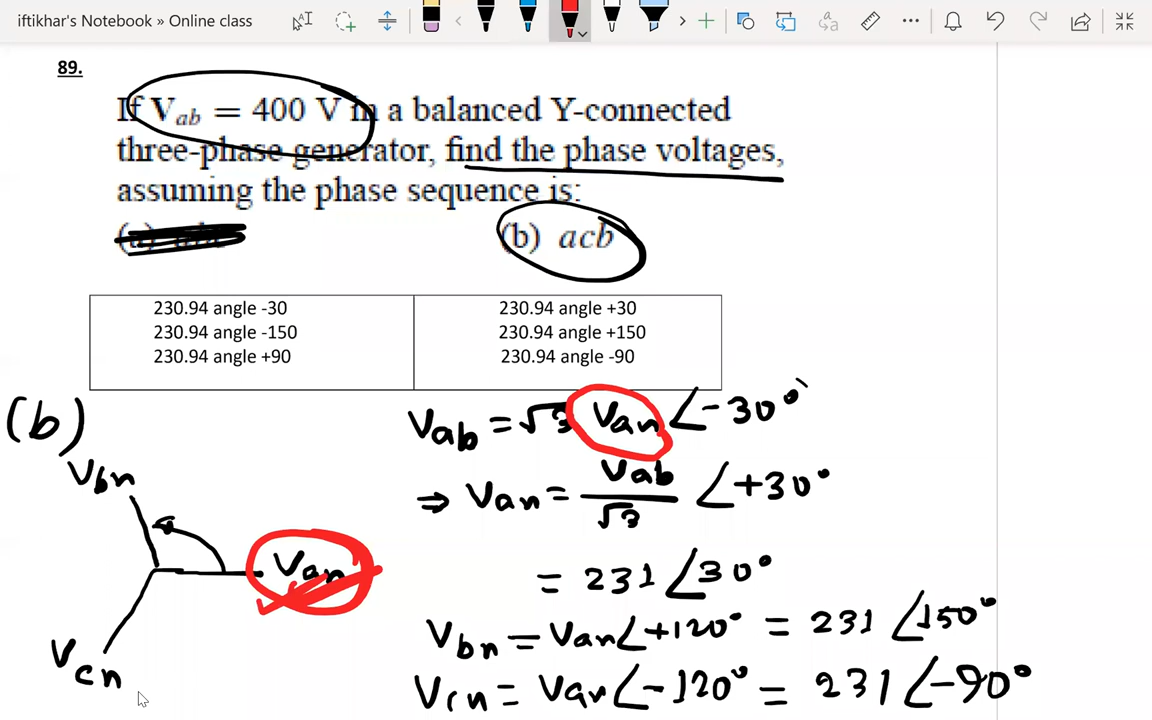 iftikhar's Notebook » Online class
89.
If Vab = 400 V in a balanced Y-connected
three-phase generator, find the phase voltages,
assuming the phase sequence is:
(a) abc (b) acb
230.94 angle -30 230.94 angle +30
230.94 angle -150 230.94 angle +150
230.94 angle +90 230.94 angle -90
(b) Vab = √3 Van ∠-30°
Vbn
⇒ Van = Vab / √3 ∠+30°
Van
= 231 ∠30°
Vbn = Van ∠+120° = 231 ∠150°
Vcn
Vcn = Van ∠-120° = 231 ∠-90°